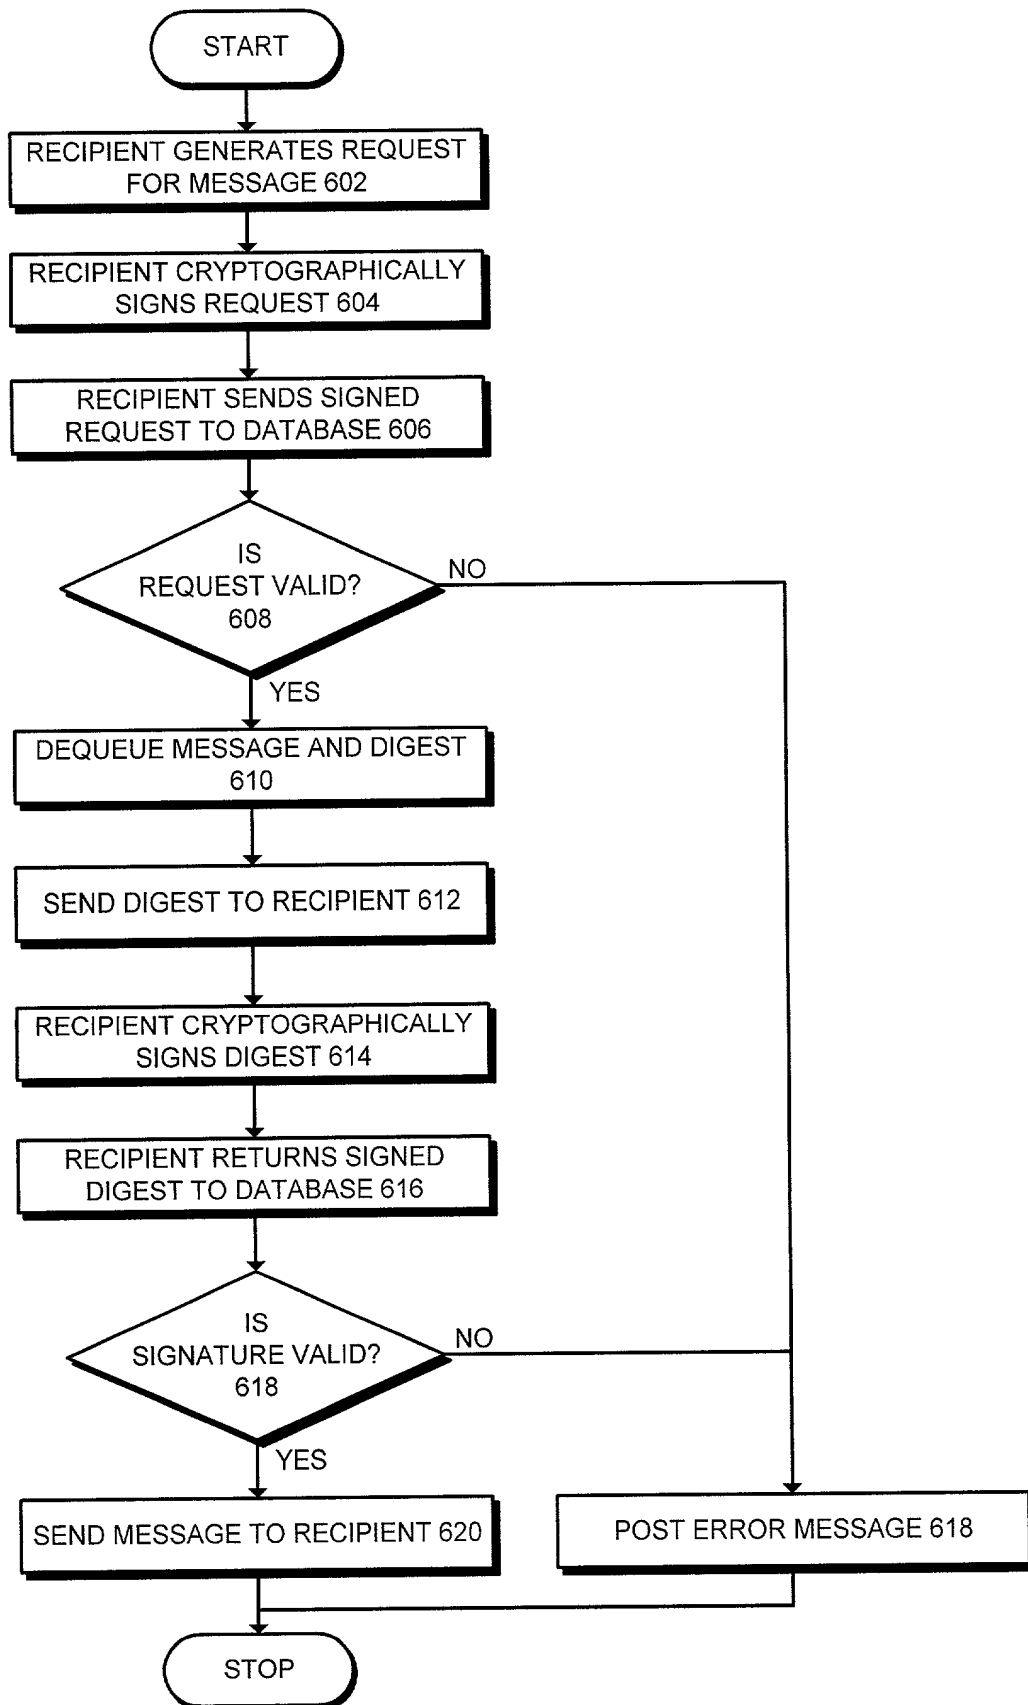 START
RECIPIENT GENERATES REQUEST
FOR MESSAGE 602
RECIPIENT CRYPTOGRAPHICALLY
SIGNS REQUEST 604
RECIPIENT SENDS SIGNED
REQUEST TO DATABASE 606
IS
REQUEST VALID?
608
NO
YES
DEQUEUE MESSAGE AND DIGEST
610
SEND DIGEST TO RECIPIENT 612
RECIPIENT CRYPTOGRAPHICALLY
SIGNS DIGEST 614
RECIPIENT RETURNS SIGNED
DIGEST TO DATABASE 616
IS
SIGNATURE VALID?
618
NO
YES
SEND MESSAGE TO RECIPIENT 620
POST ERROR MESSAGE 618
STOP